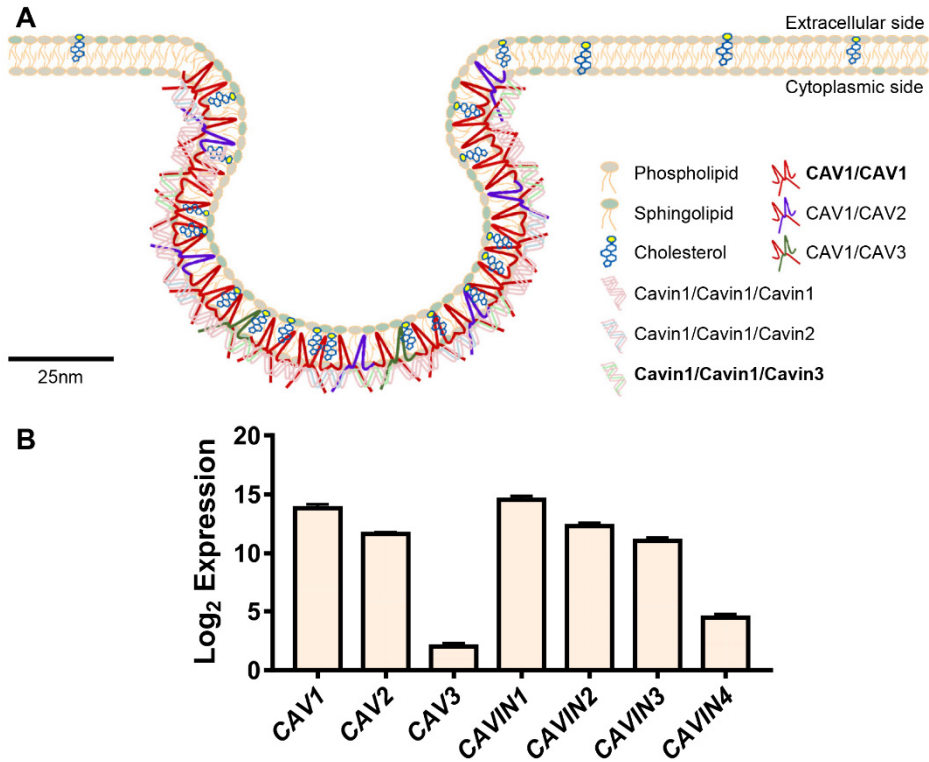 A
Extracellular side
Cytoplasmic side
Phospholipid
CAV1/CAV1
Sphingolipid
CAV1/CAV2
Cholesterol
CAV1/CAV3
Cavin1/Cavin1/Cavin1
Cavin1/Cavin1/Cavin2
Cavin1/Cavin1/Cavin3
25nm
B
Log₂ Expression
20
15
10
5
0
CAV1
CAV2
CAV3
CAVIN1
CAVIN2
CAVIN3
CAVIN4